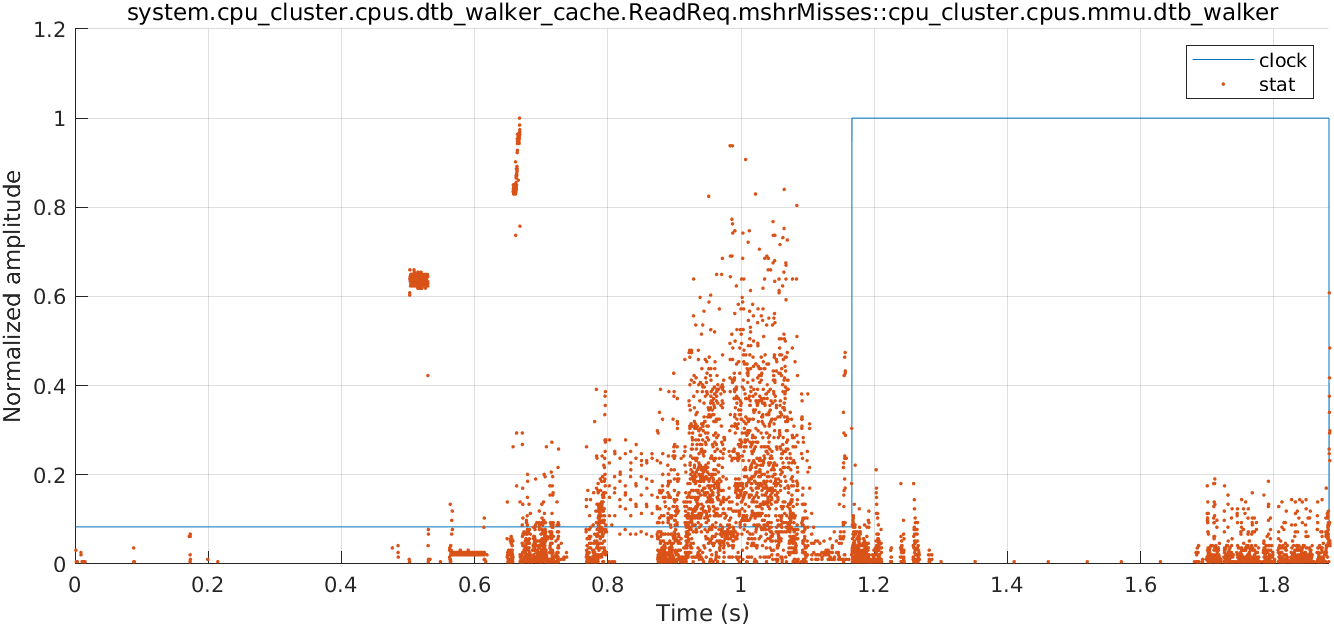 system.cpu_cluster.cpus.dtb_walker_cache.ReadReq.mshrMisses::cpu_cluster.cpus.mmu.dtb_walker
1.2
1
0.8
0.6
0.4
0.2
0
Normalized amplitude
clock
stat
0 0.2 0.4 0.6 0.8 1 1.2 1.4 1.6 1.8
Time (s)